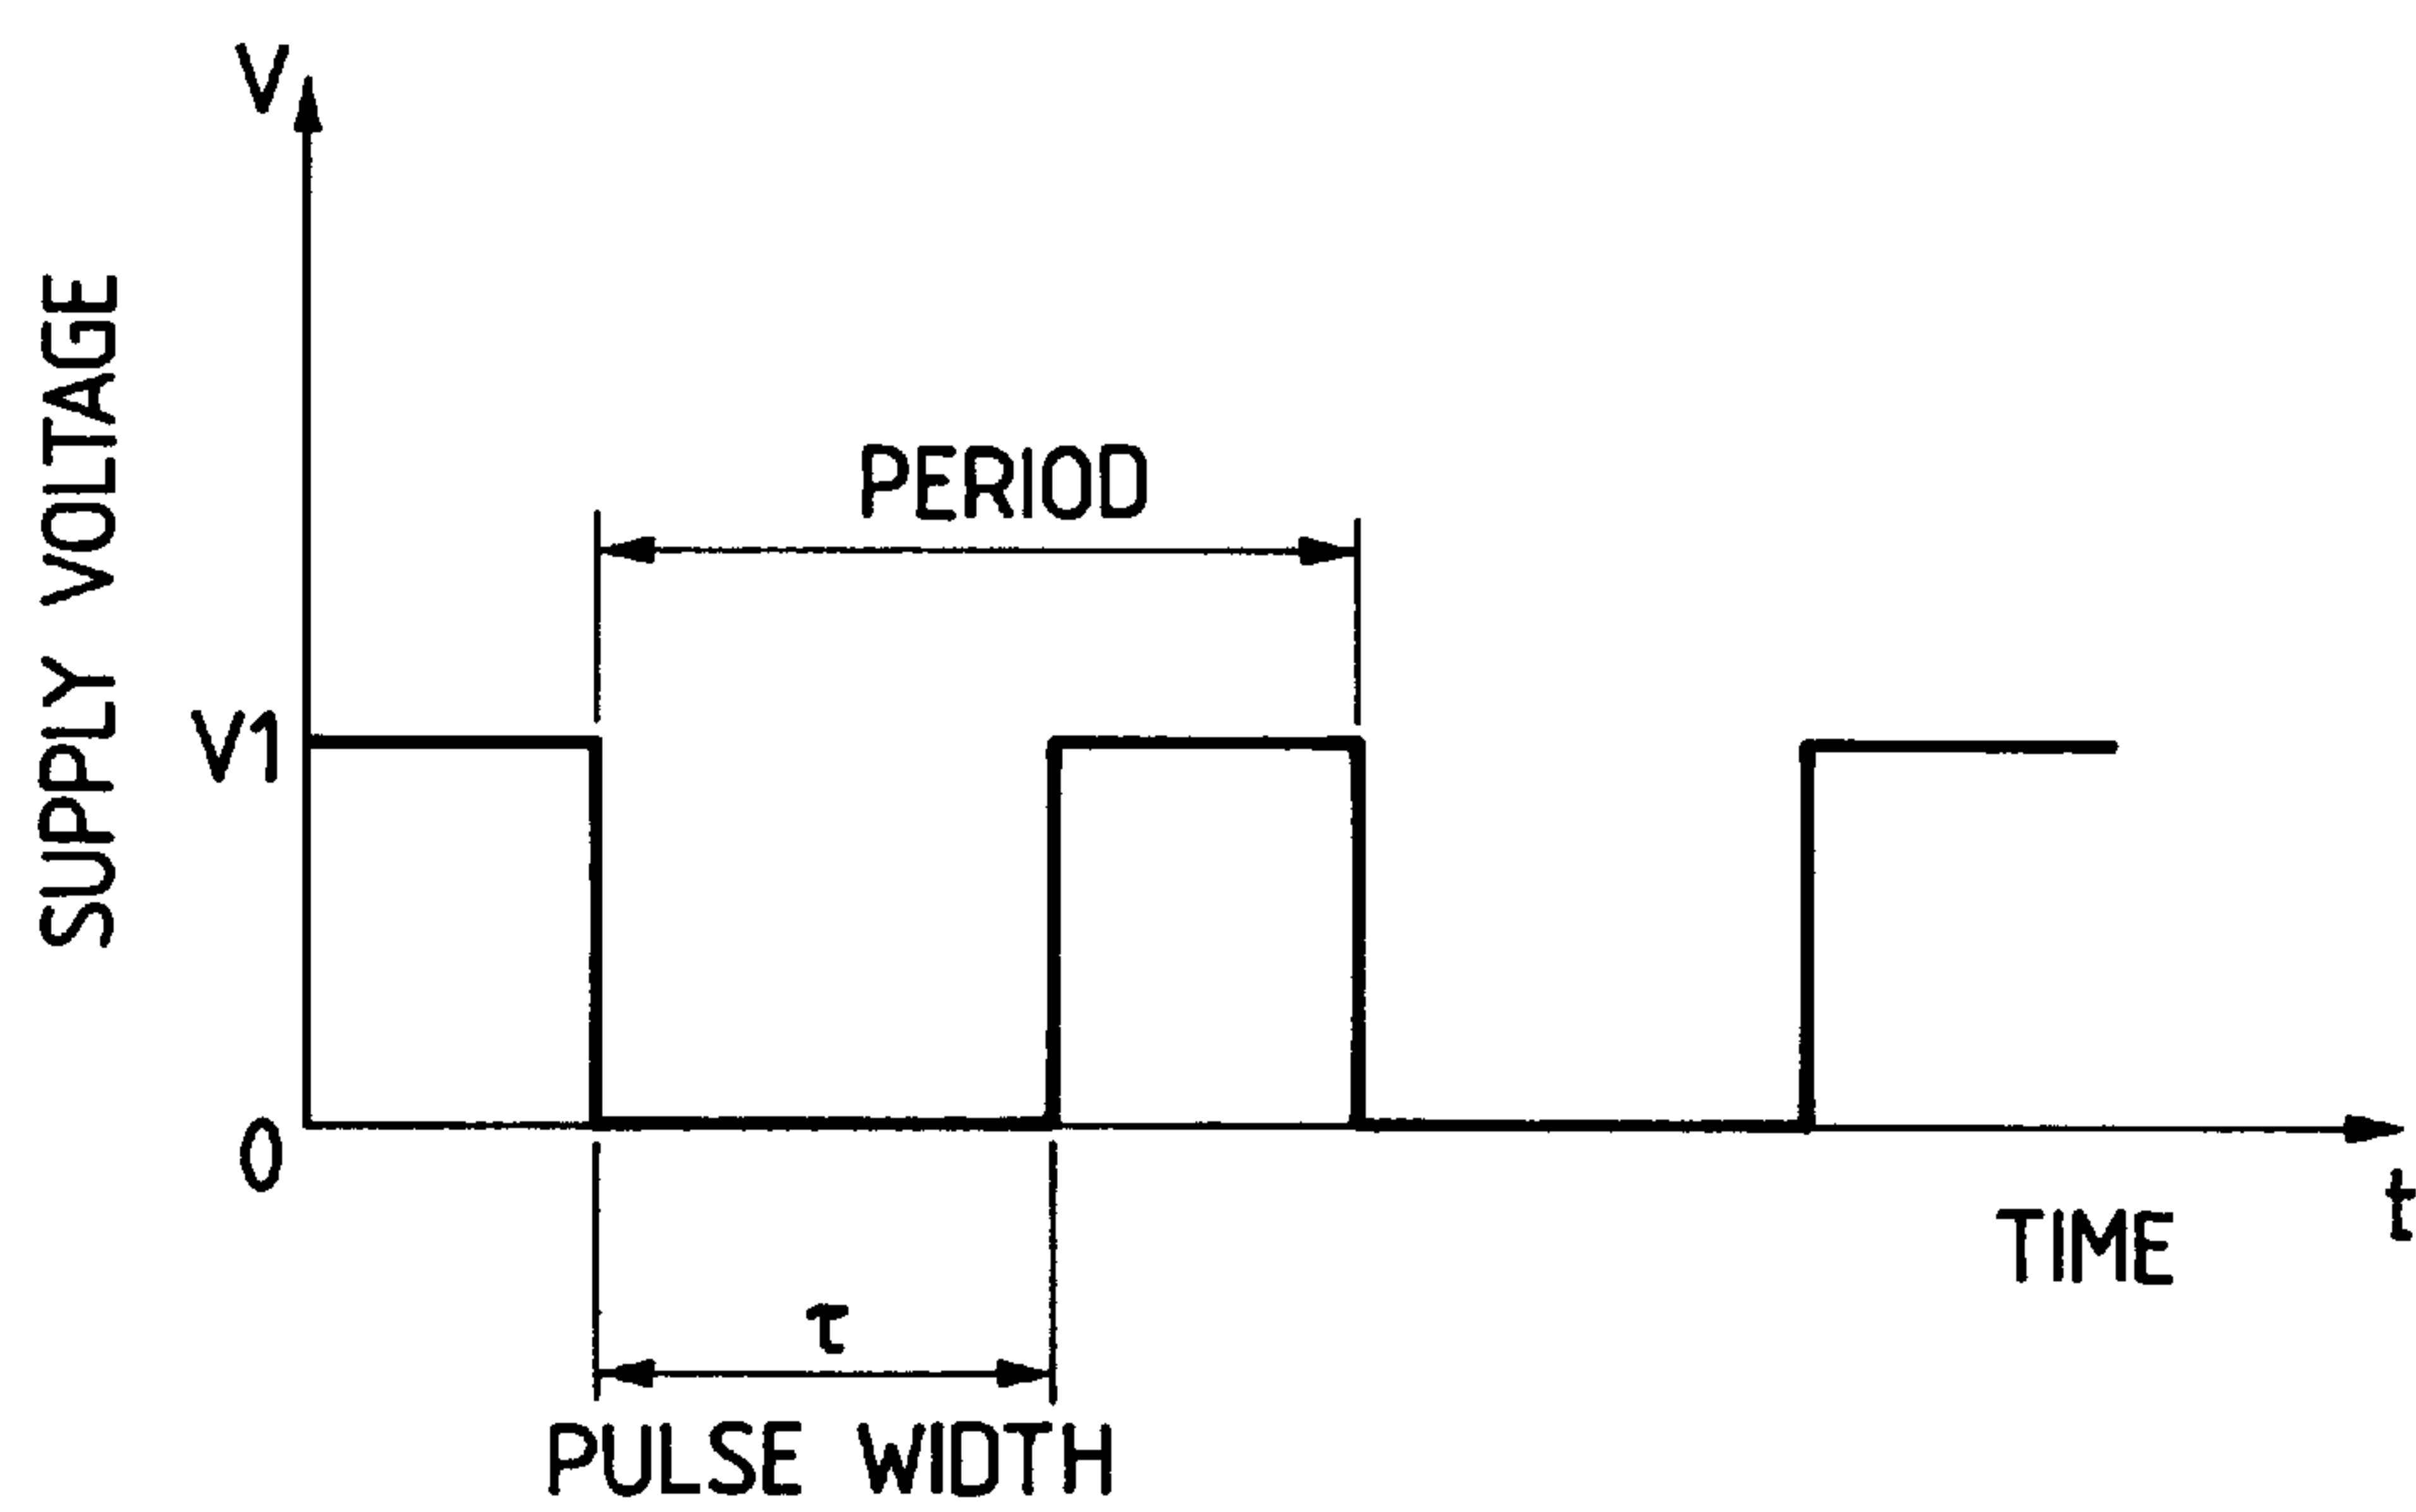 V
SUPPLY VOLTAGE
PERIOD
V1
0
t
TIME
τ
PULSE WIDTH